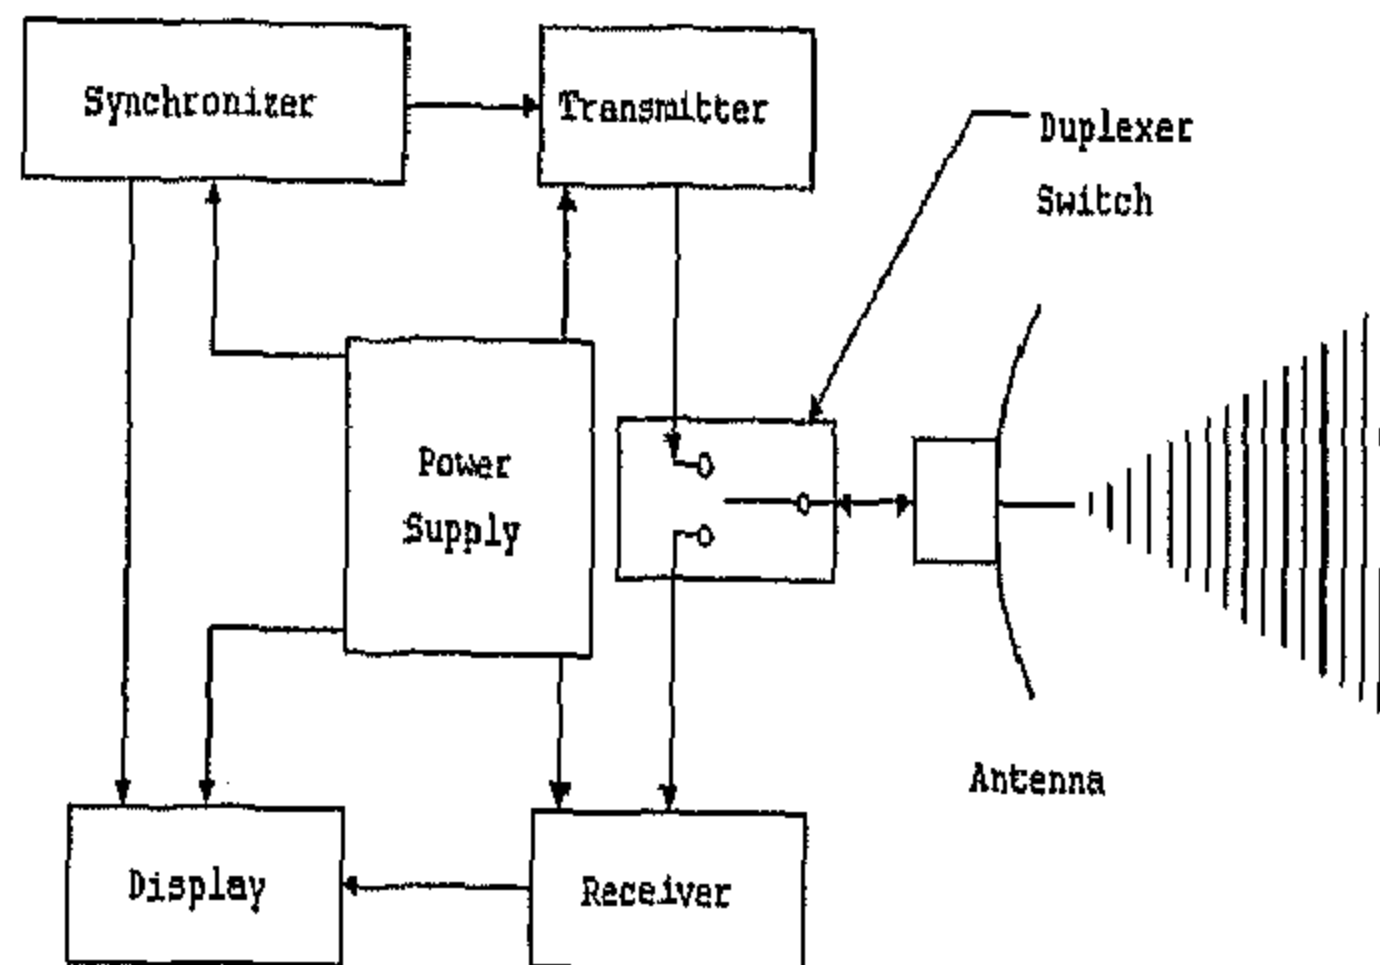 Synchronizer
Transmitter
Duplexer
Switch
Power
Supply
Antenna
Display
Receiver